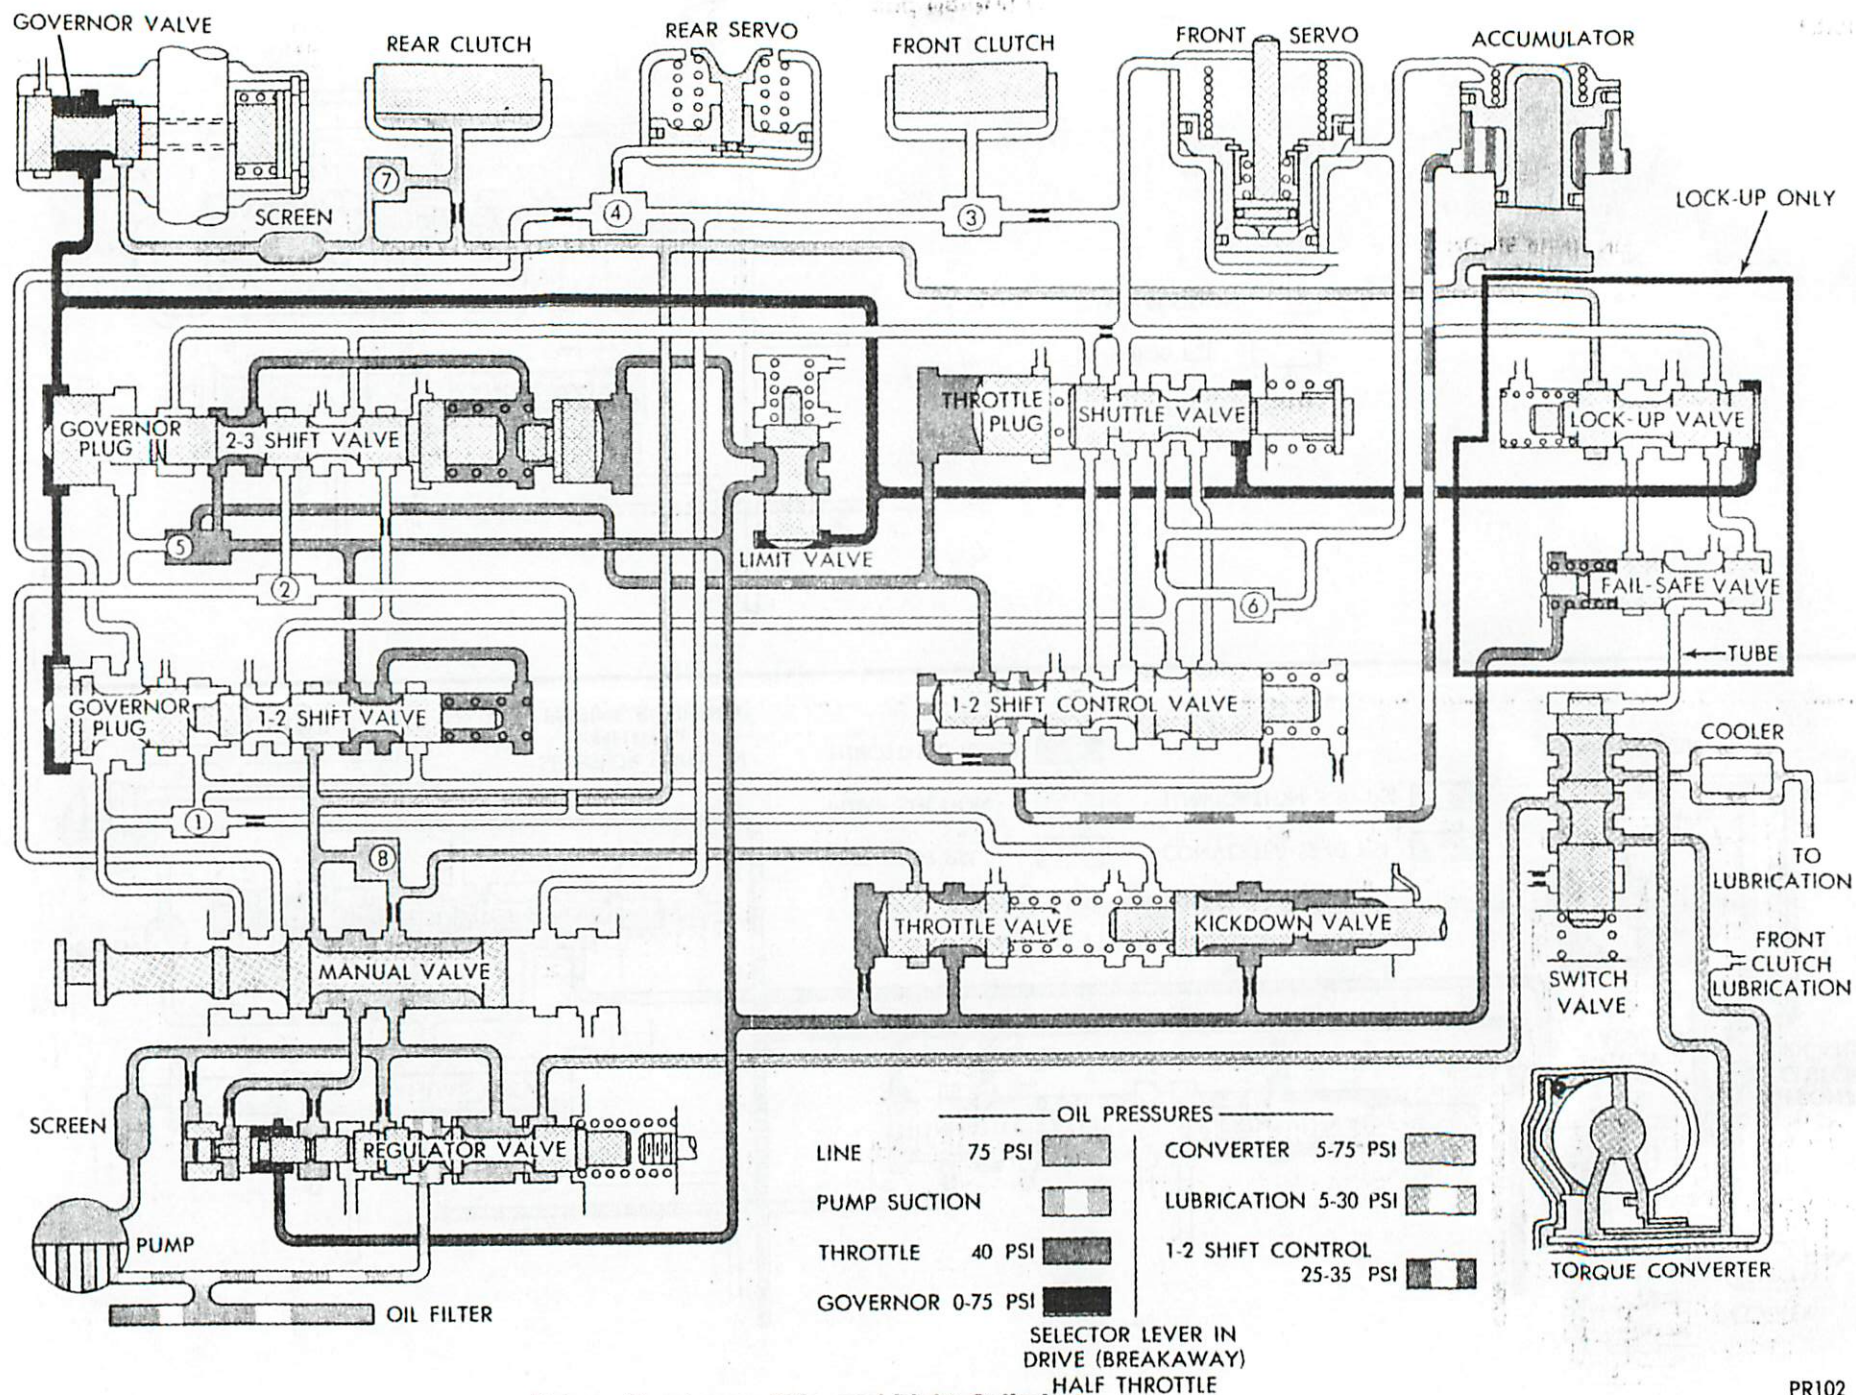 GOVERNOR VALVE
REAR CLUTCH
REAR SERVO
FRONT CLUTCH
FRONT SERVO
ACCUMULATOR
LOCK-UP ONLY
SCREEN
7
4
3
GOVERNOR
PLUG
2-3 SHIFT VALVE
THROTTLE
PLUG
SHUTTLE VALVE
LOCK-UP VALVE
5
LIMIT VALVE
2
6
FAIL-SAFE VALVE
TUBE
GOVERNOR
PLUG
1-2 SHIFT VALVE
1-2 SHIFT CONTROL VALVE
COOLER
1
8
TO
LUBRICATION
THROTTLE VALVE
KICKDOWN VALVE
MANUAL VALVE
FRONT
CLUTCH
LUBRICATION
SWITCH
VALVE
SCREEN
REGULATOR VALVE
PUMP
OIL FILTER
OIL PRESSURES
LINE 75 PSI
PUMP SUCTION
THROTTLE 40 PSI
GOVERNOR 0-75 PSI
CONVERTER 5-75 PSI
LUBRICATION 5-30 PSI
1-2 SHIFT CONTROL
25-35 PSI
TORQUE CONVERTER
SELECTOR LEVER IN
DRIVE (BREAKAWAY)
HALF THROTTLE
PR102